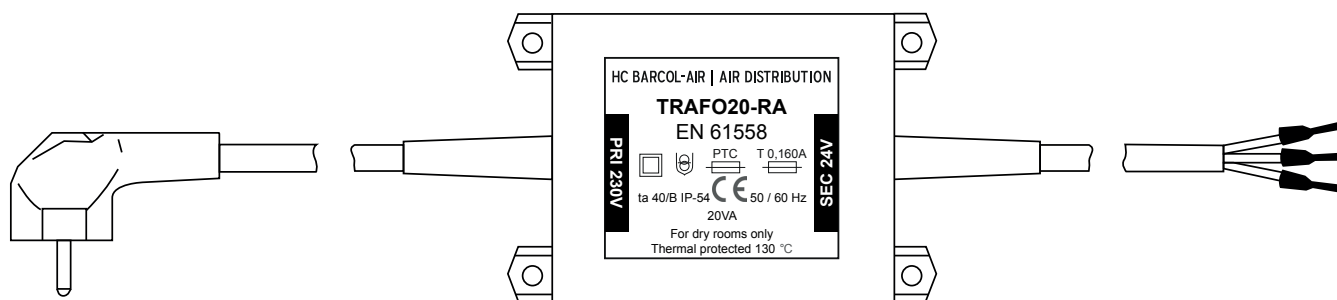 HC BARCOL-AIR | AIR DISTRIBUTION
TRAFO20-RA
EN 61558
PRI 230V
PTC T 0,160A
SEC 24V
ta 40/B IP-54 CE 50 / 60 Hz
20VA
For dry rooms only
Thermal protected 130 °C